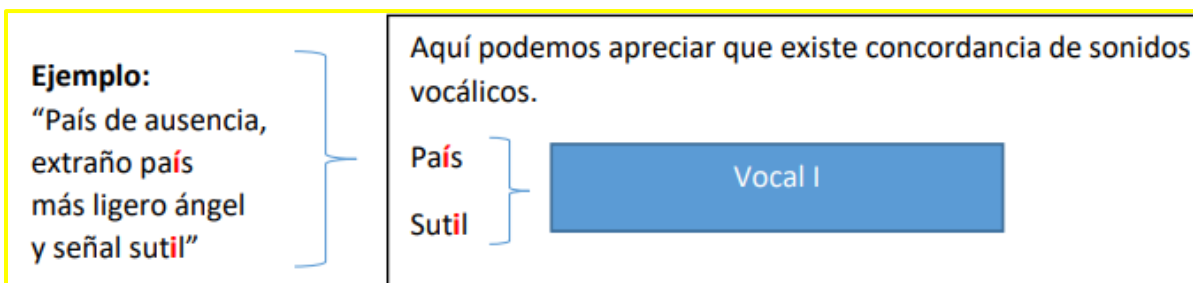 Ejemplo:
“País de ausencia,
extraño país
más ligero ángel
y señal sutil”
Aquí podemos apreciar que existe concordancia de sonidos
vocálicos.
País
Sutil
Vocal I